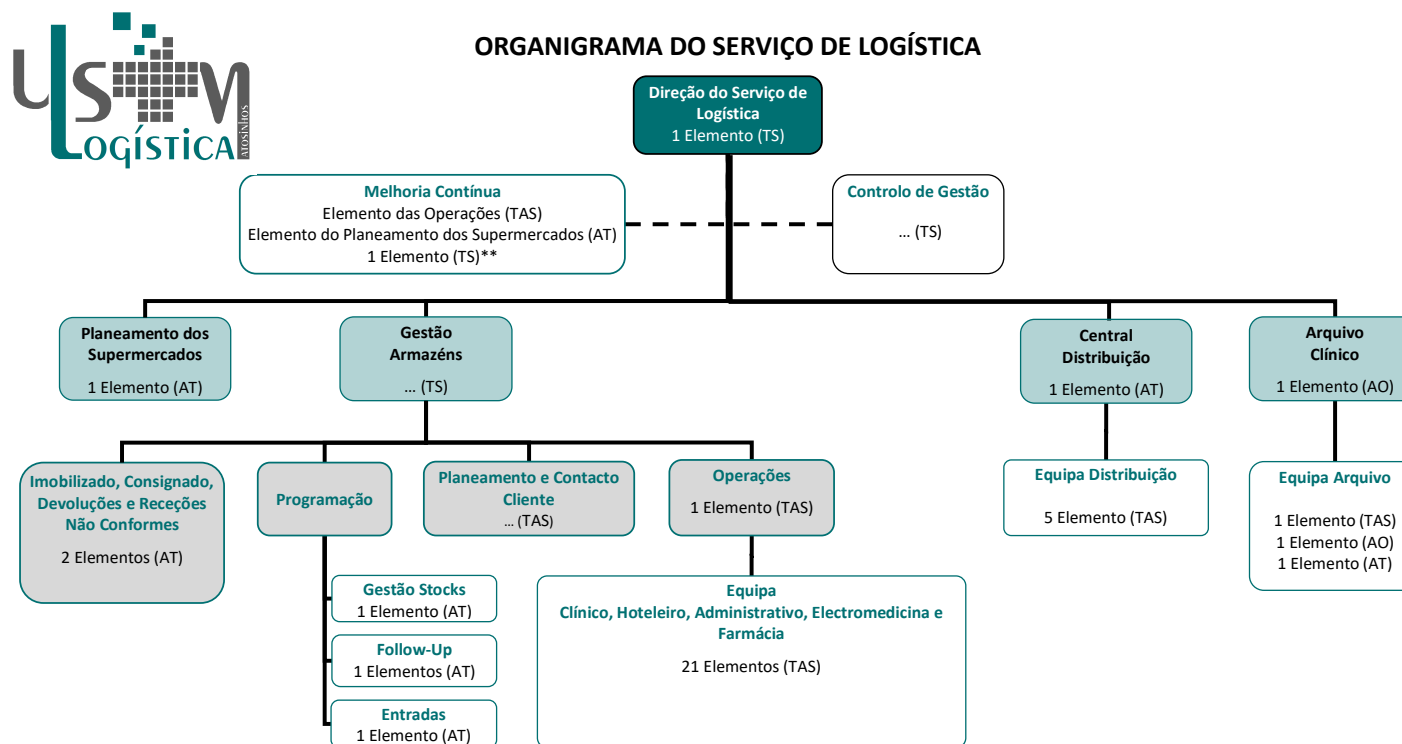 ULS M
LOGÍSTICA
ATOSINHOS
ORGANIGRAMA DO SERVIÇO DE LOGÍSTICA
Direção do Serviço de
Logística
1 Elemento (TS)
Melhoria Contínua
Elemento das Operações (TAS)
Elemento do Planeamento dos Supermercados (AT)
1 Elemento (TS)**
Controlo de Gestão
... (TS)
Planeamento dos
Supermercados
1 Elemento (AT)
Gestão
Armazéns
... (TS)
Central
Distribuição
1 Elemento (AT)
Arquivo
Clínico
1 Elemento (AO)
Imobilizado, Consignado,
Devoluções e Receções
Não Conformes
2 Elementos (AT)
Programação
Planeamento e Contacto
Cliente
... (TAS)
Operações
1 Elemento (TAS)
Equipa Distribuição
5 Elemento (TAS)
Equipa Arquivo
1 Elemento (TAS)
1 Elemento (AO)
1 Elemento (AT)
Gestão Stocks
1 Elemento (AT)
Follow-Up
1 Elementos (AT)
Entradas
1 Elemento (AT)
Equipa
Clínico, Hoteleiro, Administrativo, Electromedicina e
Farmácia
21 Elementos (TAS)